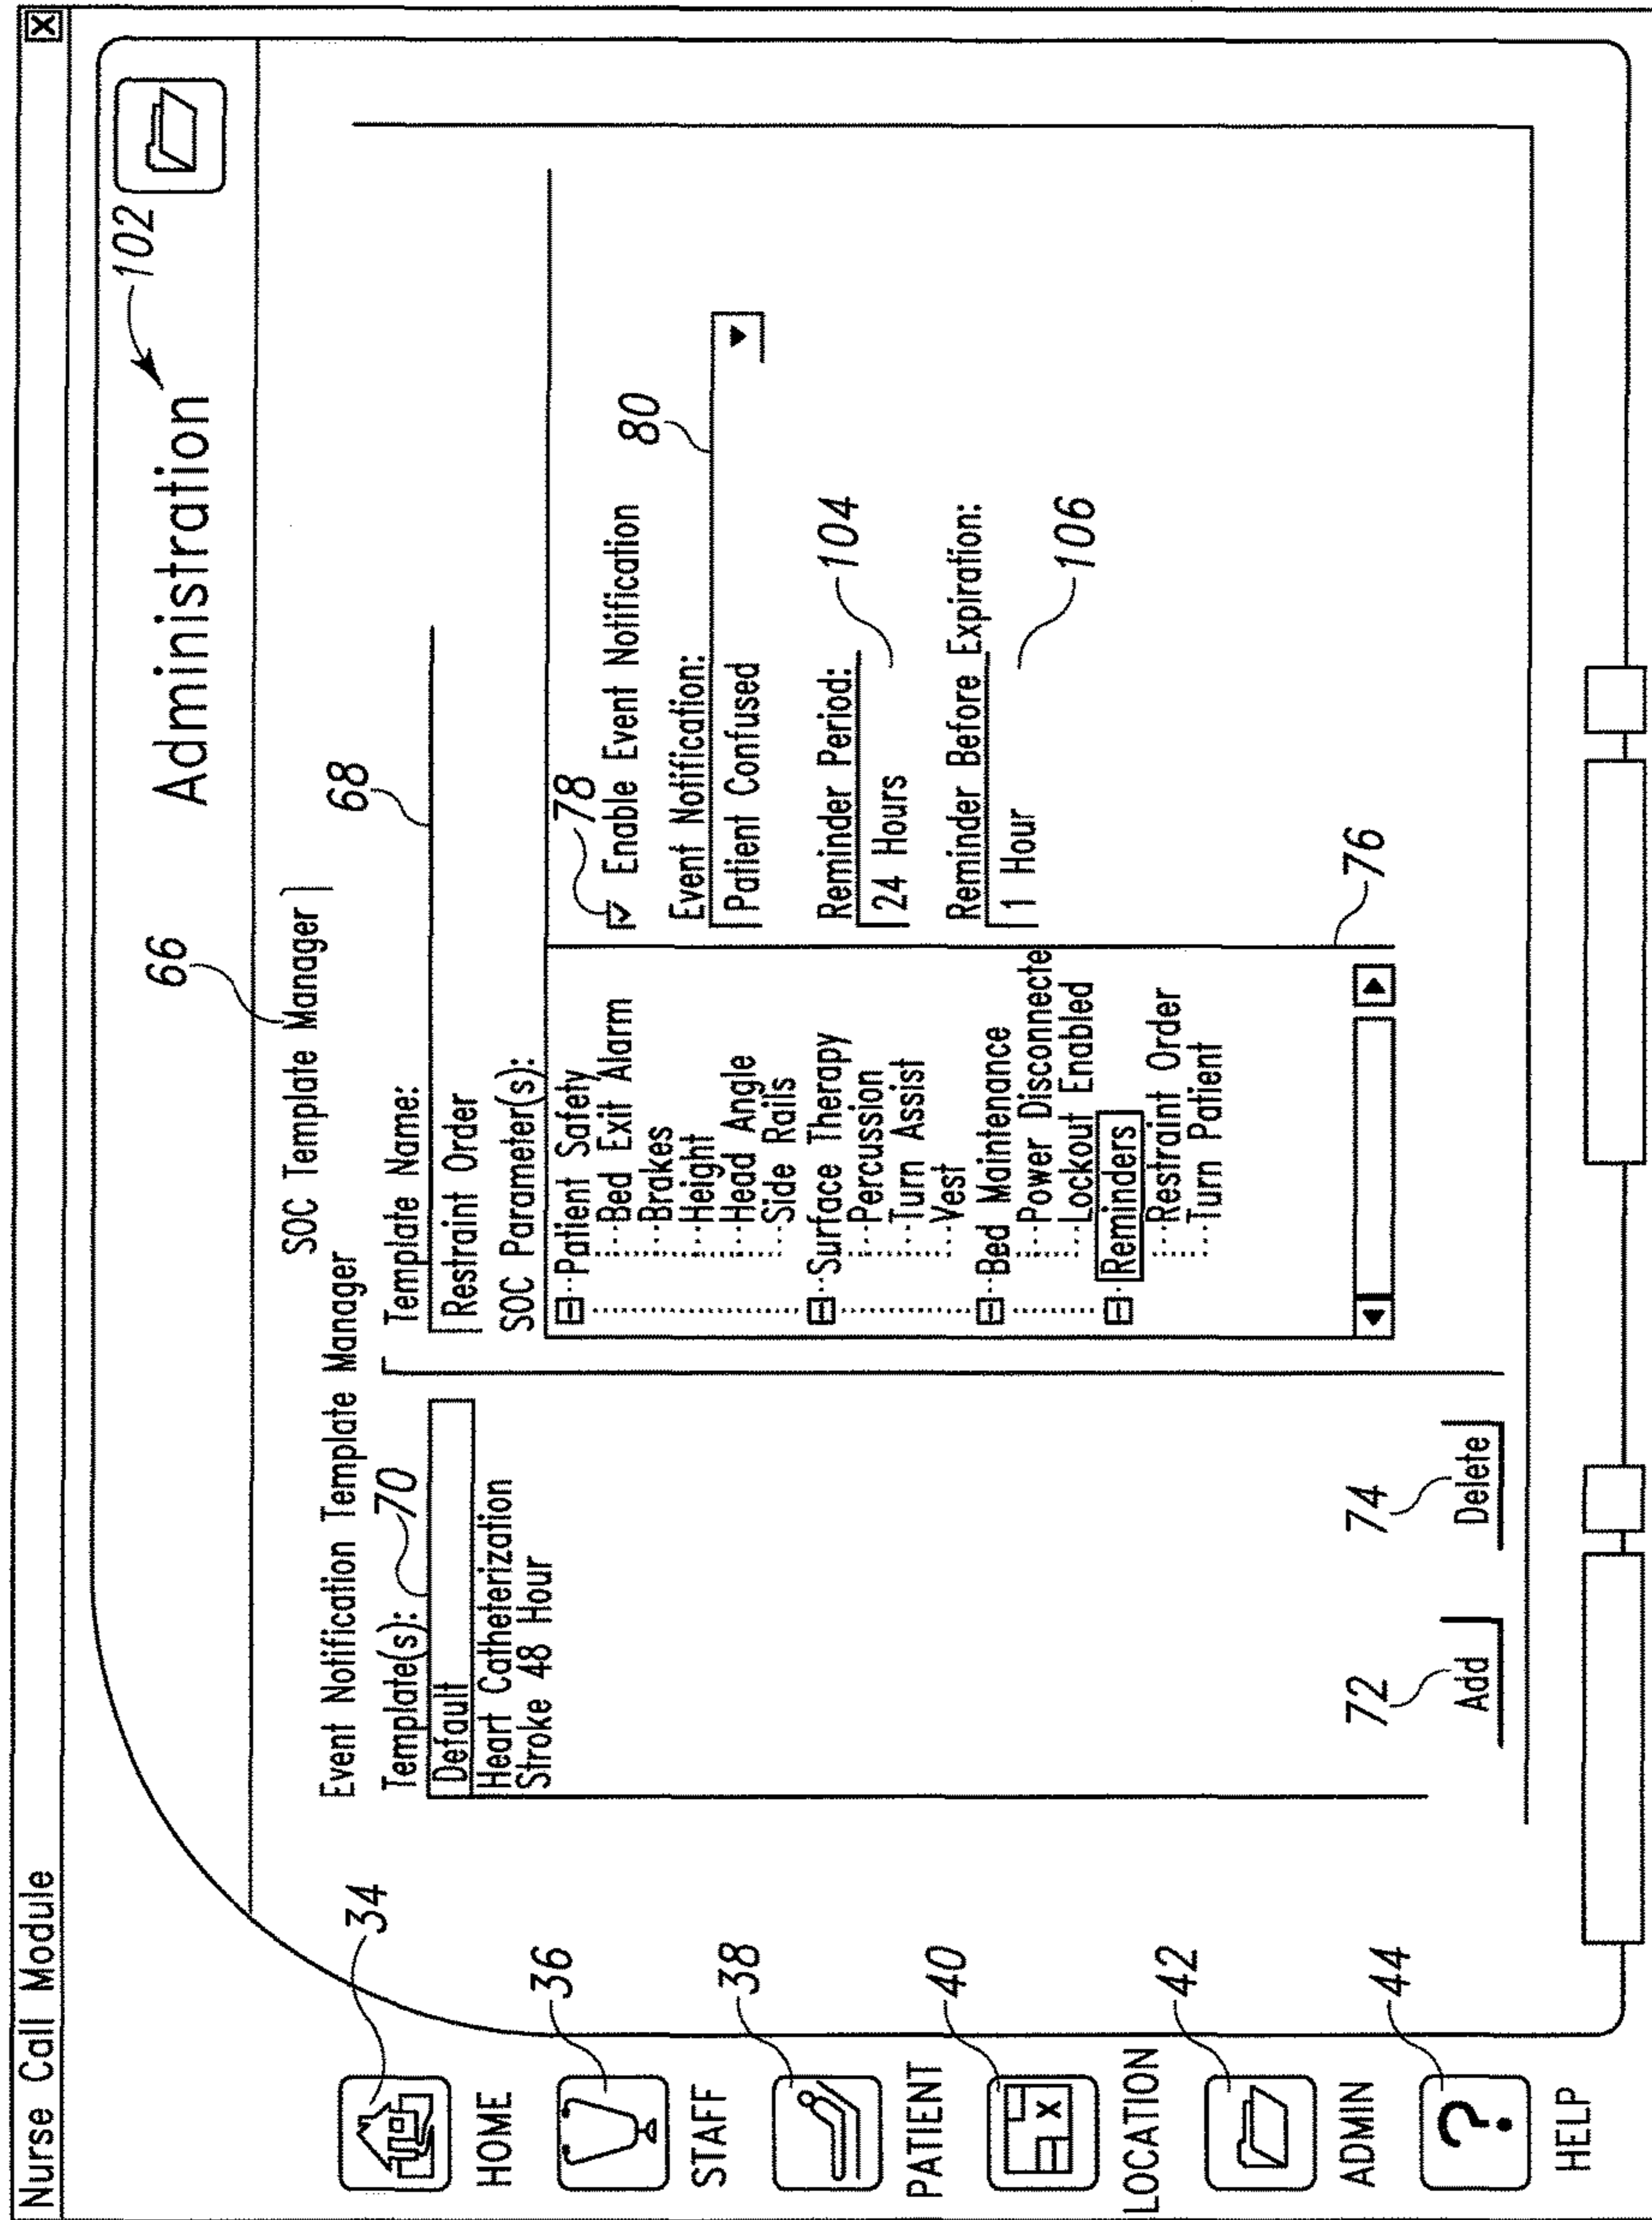 Nurse Call Module
X
Administration
102
66
SOC Template Manager
Event Notification Template Manager
Template(s):
70
Default
Heart Catheterization
Stroke 48 Hour
72
Add
74
Delete
Template Name:
68
Restraint Order
SOC Parameter(s):
Patient Safety
Bed Exit Alarm
Brakes
Height
Head Angle
Side Rails
Surface Therapy
Percussion
Turn Assist
Vest
Bed Maintenance
Power Disconnecte
Lockout Enabled
Reminders
Restraint Order
Turn Patient
76
78
Enable Event Notification
Event Notification:
80
Patient Confused
Reminder Period:
24 Hours
104
Reminder Before Expiration:
1 Hour
106
34
HOME
36
STAFF
38
PATIENT
40
X
LOCATION
42
ADMIN
44
?
HELP